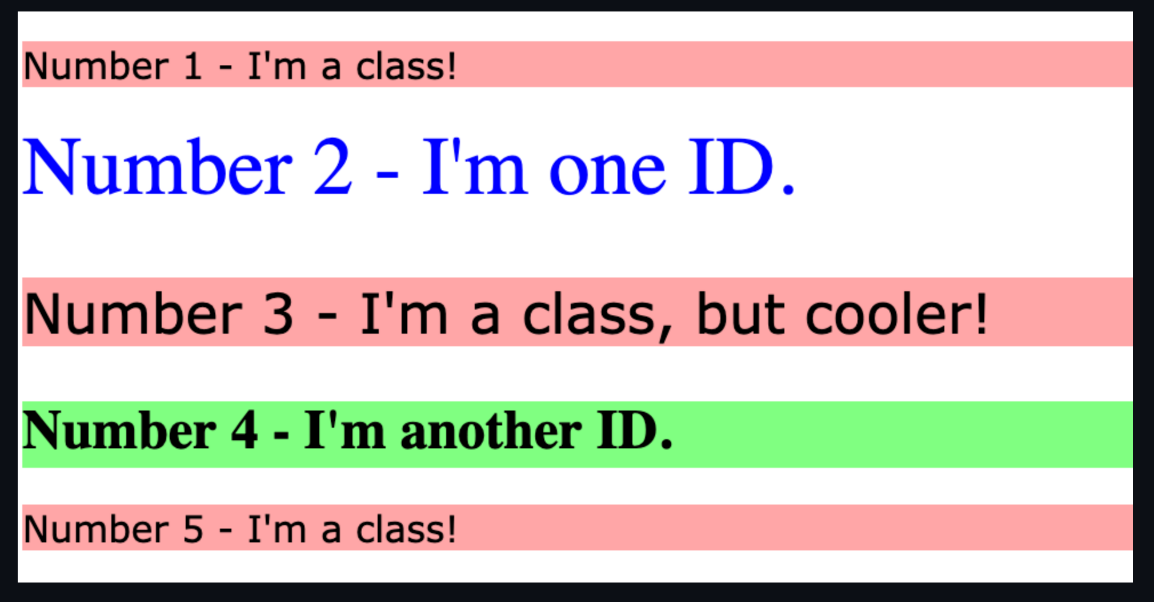 Number 1 - I'm a class!
Number 2 - I'm one ID.
Number 3 - I'm a class, but cooler!
Number 4 - I'm another ID.
Number 5 - I'm a class!